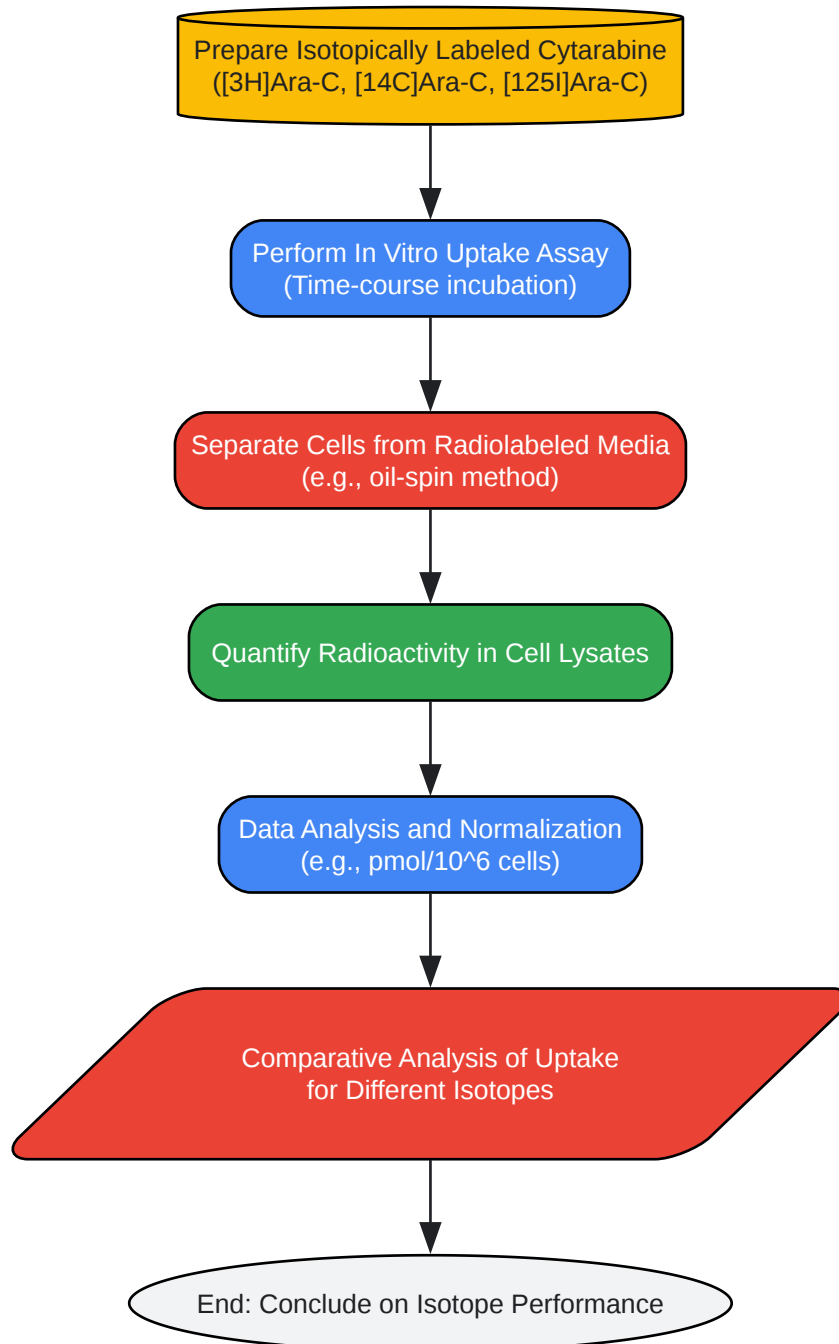 Prepare Isotopically Labeled Cytarabine
([3H]Ara-C, [14C]Ara-C, [125I]Ara-C)
Perform In Vitro Uptake Assay
(Time-course incubation)
Separate Cells from Radiolabeled Media
(e.g., oil-spin method)
Quantify Radioactivity in Cell Lysates
Data Analysis and Normalization
(e.g., pmol/10^6 cells)
Comparative Analysis of Uptake
for Different Isotopes
End: Conclude on Isotope Performance